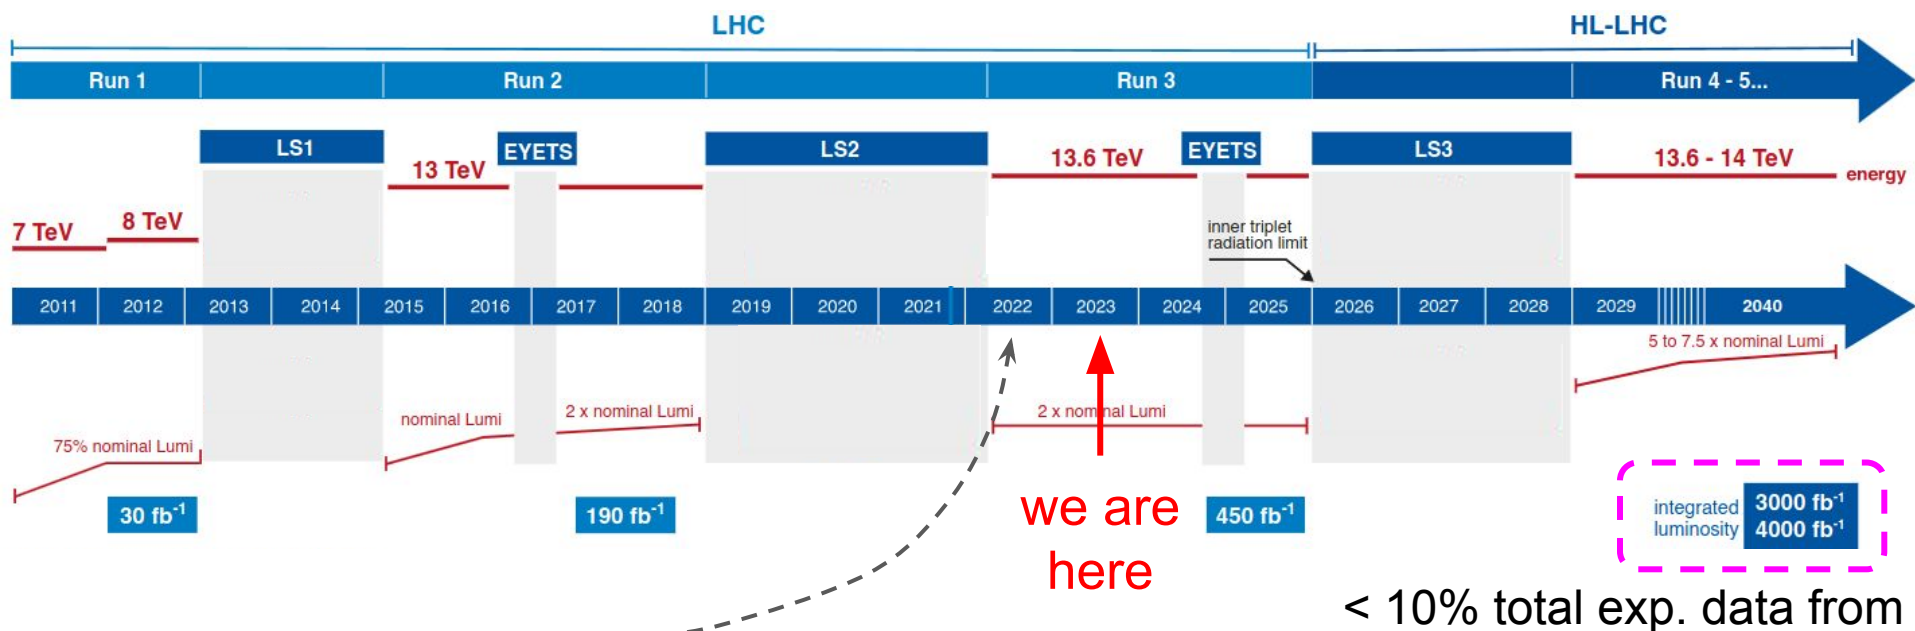 LHC
HL-LHC
Run 1
Run 2
Run 3
Run 4 - 5...
LS1
EYETS
LS2
EYETS
LS3
13 TeV
13.6 TeV
13.6 - 14 TeV
energy
7 TeV
8 TeV
inner triplet
radiation limit
2011 2012 2013 2014 2015 2016 2017 2018 2019 2020 2021 2022 2023 2024 2025 2026 2027 2028 2029 2040
5 to 7.5 x nominal Lumi
75% nominal Lumi
nominal Lumi
2 x nominal Lumi
2 x nominal Lumi
30 fb⁻¹
190 fb⁻¹
we are
here
450 fb⁻¹
integrated
luminosity
3000 fb⁻¹
4000 fb⁻¹
< 10% total exp. data from